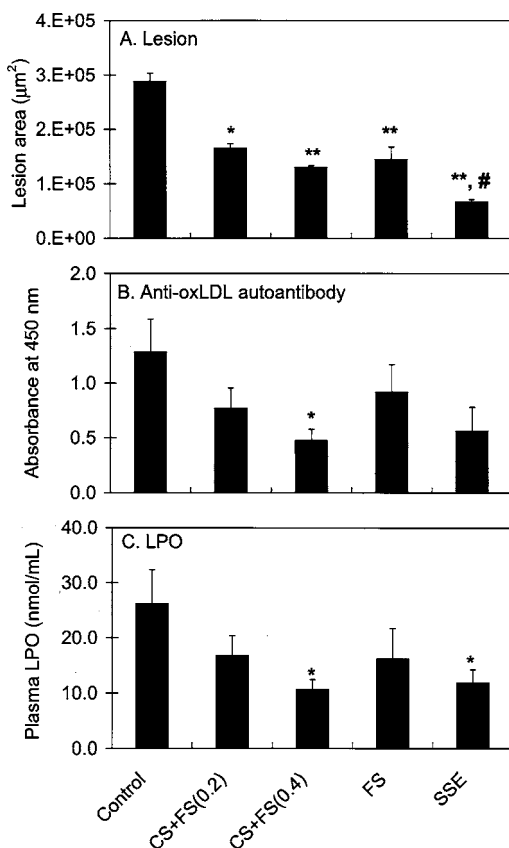 A. Lesion
Lesion area (μm²)
3.E+05
2.E+05
1.E+05
0.E+00
*
**
**
**, #
B. Anti-oxLDL autoantibody
Absorbance at 450 nm
2.0
1.5
1.0
0.5
0.0
*
C. LPO
Plasma LPO (nmol/mL)
40.0
30.0
20.0
10.0
0.0
*
*
Control
CS+FS(0.2)
CS+FS(0.4)
FS
SSE